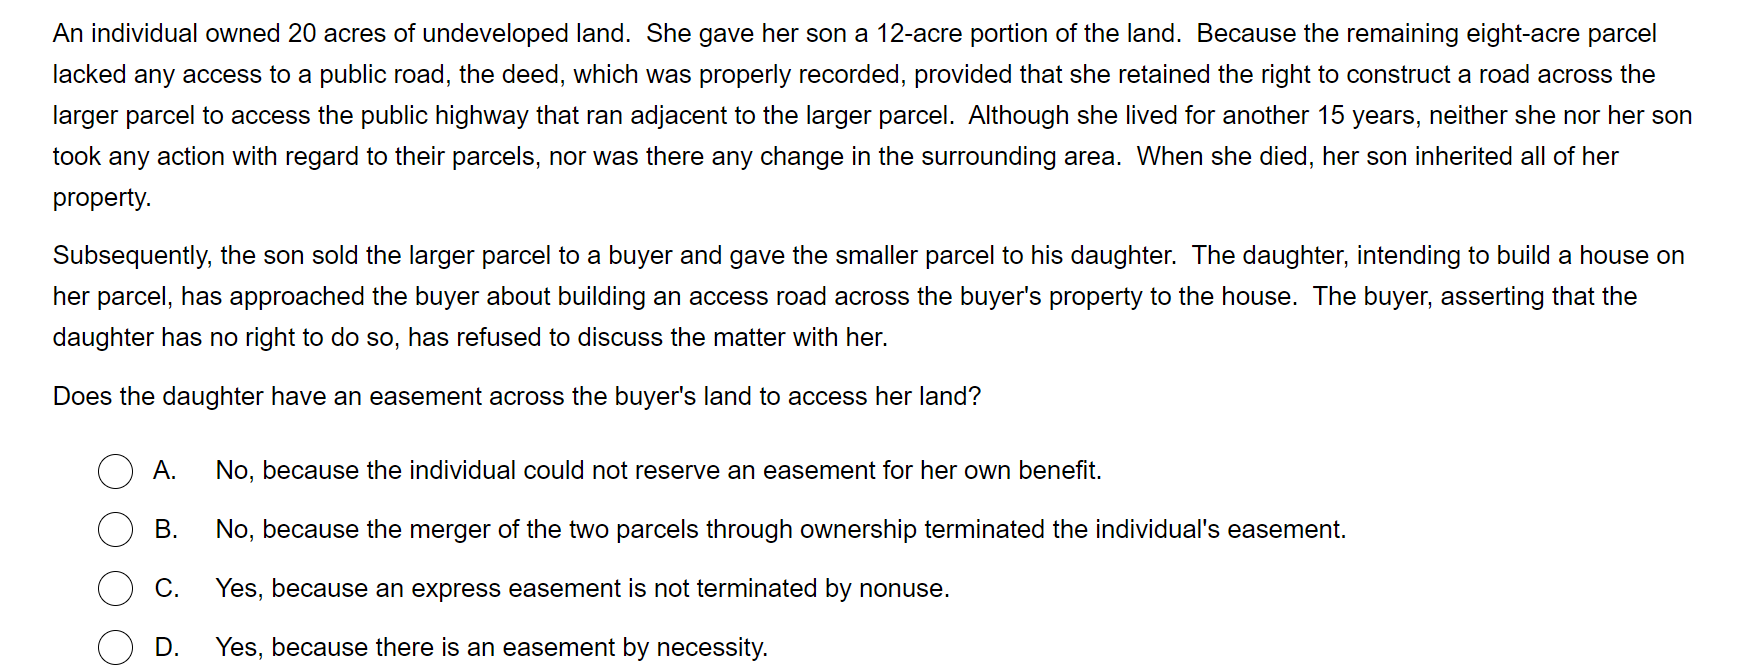 An individual owned 20 acres of undeveloped land.  She gave her son a 12-acre portion of the land.  Because the remaining eight-acre parcel
lacked any access to a public road, the deed, which was properly recorded, provided that she retained the right to construct a road across the
larger parcel to access the public highway that ran adjacent to the larger parcel.  Although she lived for another 15 years, neither she nor her son
took any action with regard to their parcels, nor was there any change in the surrounding area.  When she died, her son inherited all of her
property.
Subsequently, the son sold the larger parcel to a buyer and gave the smaller parcel to his daughter.  The daughter, intending to build a house on
her parcel, has approached the buyer about building an access road across the buyer's property to the house.  The buyer, asserting that the
daughter has no right to do so, has refused to discuss the matter with her.
Does the daughter have an easement across the buyer's land to access her land?
A. No, because the individual could not reserve an easement for her own benefit.
B. No, because the merger of the two parcels through ownership terminated the individual's easement.
C. Yes, because an express easement is not terminated by nonuse.
D. Yes, because there is an easement by necessity.